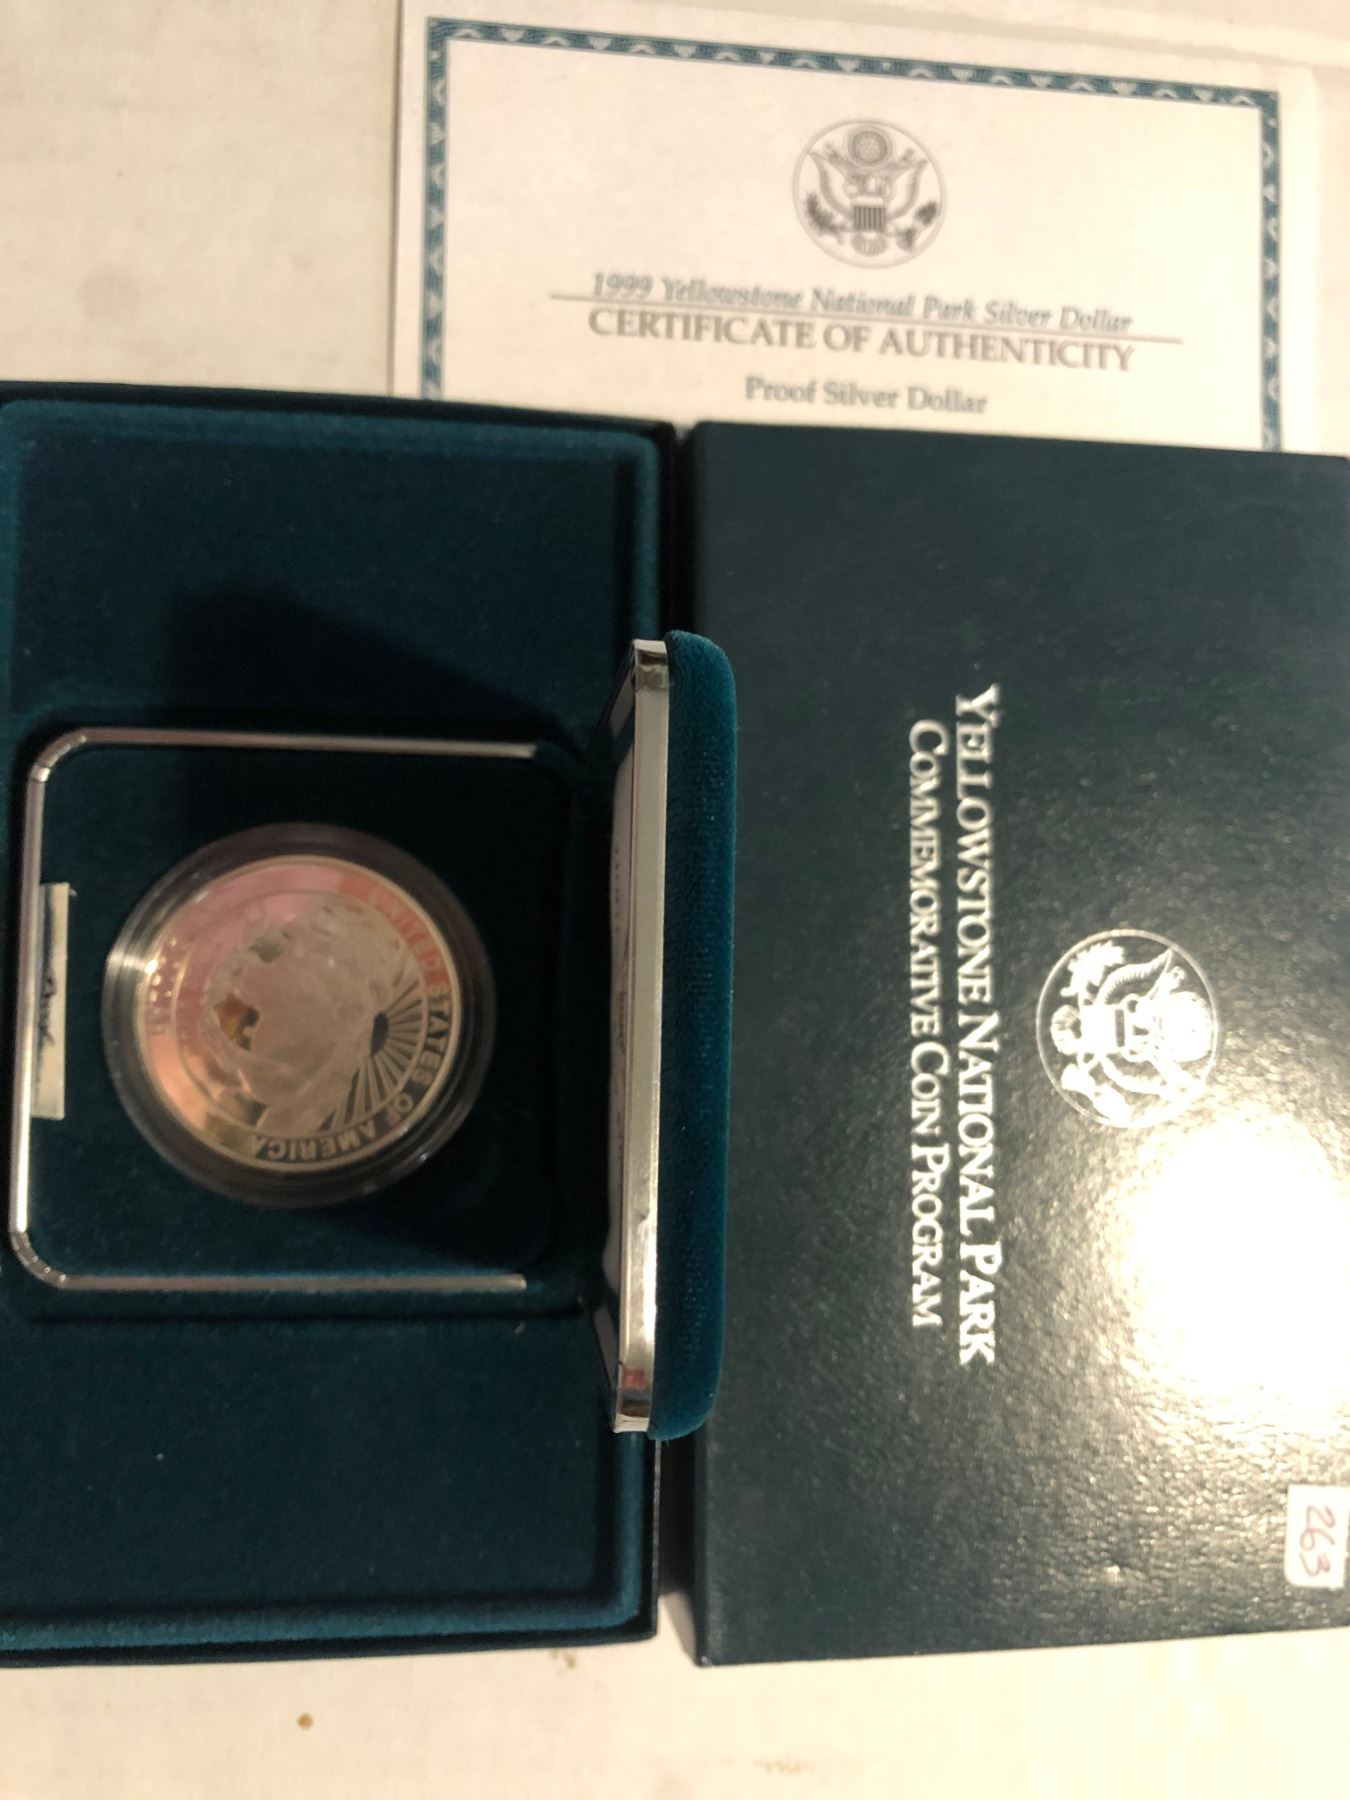 1999 Yellowstone National Park Silver Dollar
CERTIFICATE OF AUTHENTICITY
Proof Silver Dollar
YELLOWSTONE NATIONAL PARK
COMMEMORATIVE COIN PROGRAM
UNITED STATES OF AMERICA
263